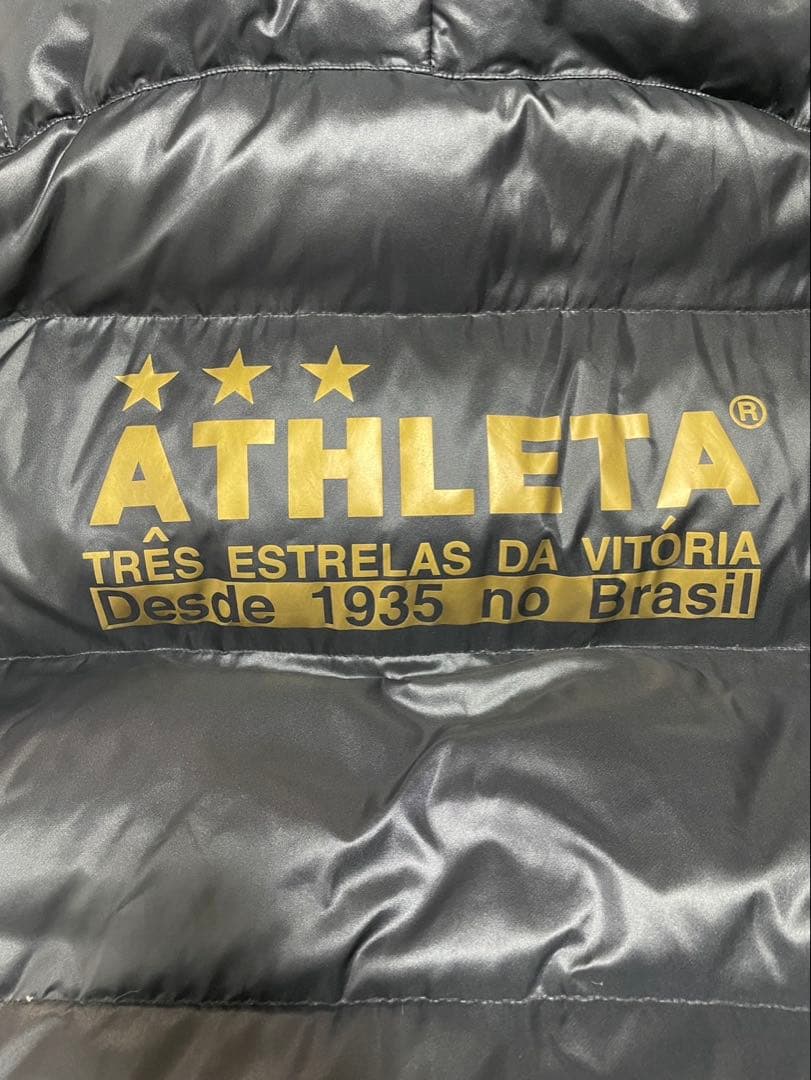 ATHLETA®
TRÊS ESTRELAS DA VITÓRIA
Desde 1935 no Brasil